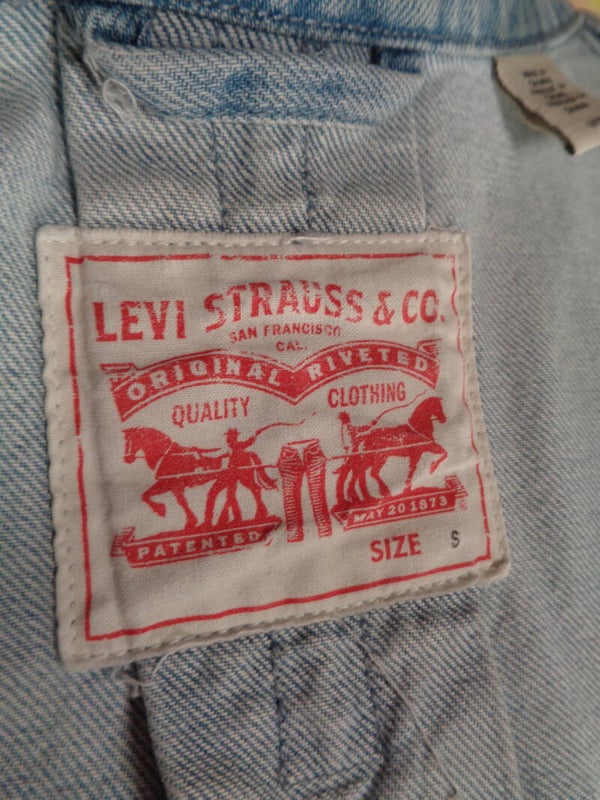 LEVI STRAUSS & CO.
SAN FRANCISCO
CAL.
ORIGINAL RIVETED
QUALITY CLOTHING
PATENTED MAY 20 1873
SIZE S